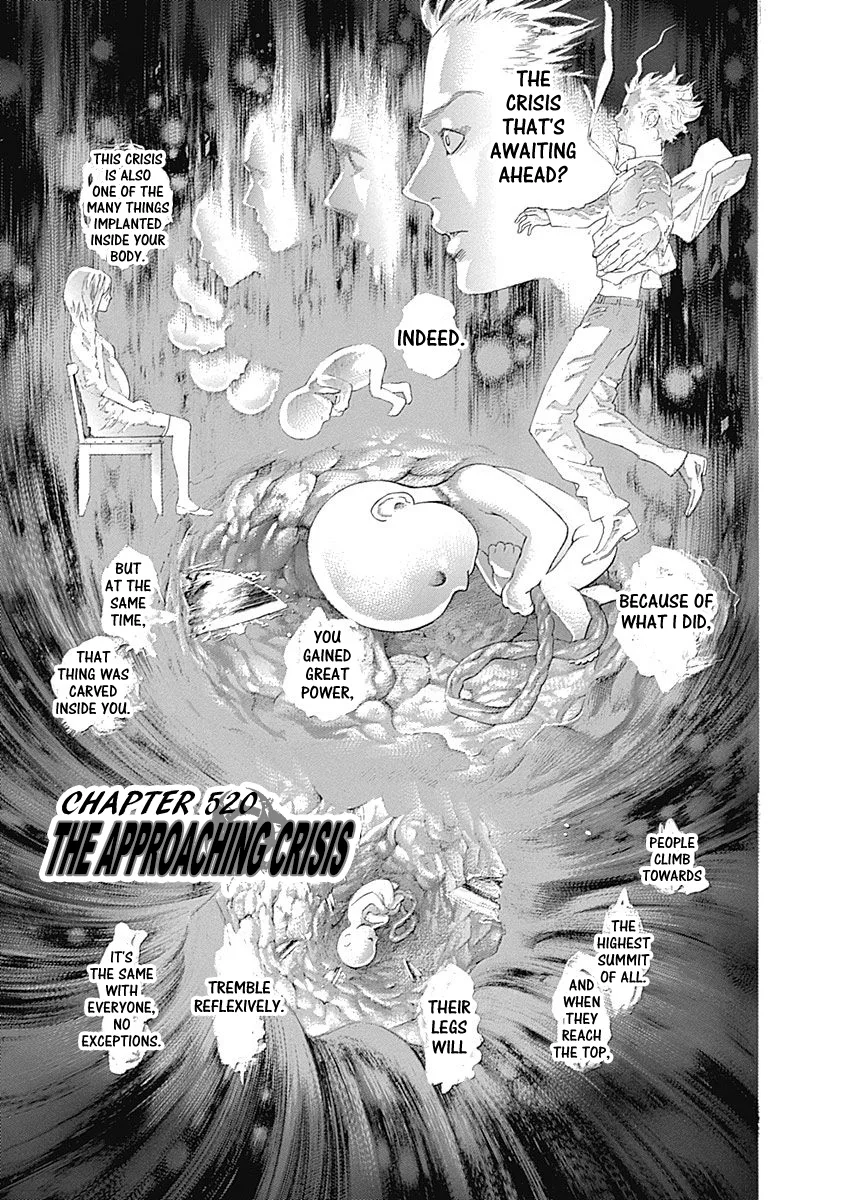 THE
CRISIS
THAT'S
AWAITING
AHEAD?
THIS CRISIS
IS ALSO
ONE OF THE
MANY THINGS
IMPLANTED
INSIDE YOUR
BODY.
INDEED.
BECAUSE OF
WHAT I DID,
YOU
GAINED
GREAT
POWER,
BUT
AT THE
SAME
TIME,
THAT
THING WAS
CARVED
INSIDE YOU.
CHAPTER 520
THE APPROACHING CRISIS
PEOPLE
CLIMB
TOWARDS
THE
HIGHEST
SUMMIT
OF ALL.
AND
WHEN
THEY
REACH
THE TOP,
THEIR
LEGS
WILL
TREMBLE
REFLEXIVELY.
IT'S
THE SAME
WITH
EVERYONE,
NO
EXCEPTIONS.